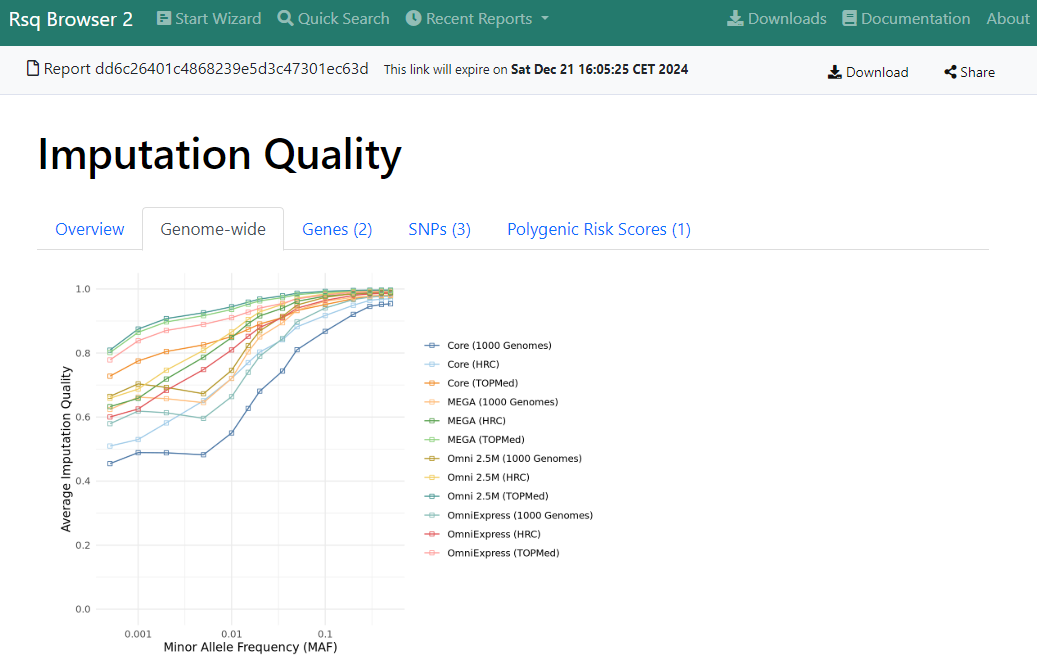 Rsq Browser 2 Start Wizard Quick Search Recent Reports Downloads Documentation About
Report dd6c26401c4868239e5d3c47301ec63d This link will expire on Sat Dec 21 16:05:25 CET 2024 Download Share
Imputation Quality
Overview Genome-wide Genes (2) SNPs (3) Polygenic Risk Scores (1)
Average Imputation Quality
1.0
0.8
0.6
0.4
0.2
0.0
0.001 0.01 0.1
Minor Allele Frequency (MAF)
Core (1000 Genomes)
Core (HRC)
Core (TOPMed)
MEGA (1000 Genomes)
MEGA (HRC)
MEGA (TOPMed)
Omni 2.5M (1000 Genomes)
Omni 2.5M (HRC)
Omni 2.5M (TOPMed)
OmniExpress (1000 Genomes)
OmniExpress (HRC)
OmniExpress (TOPMed)